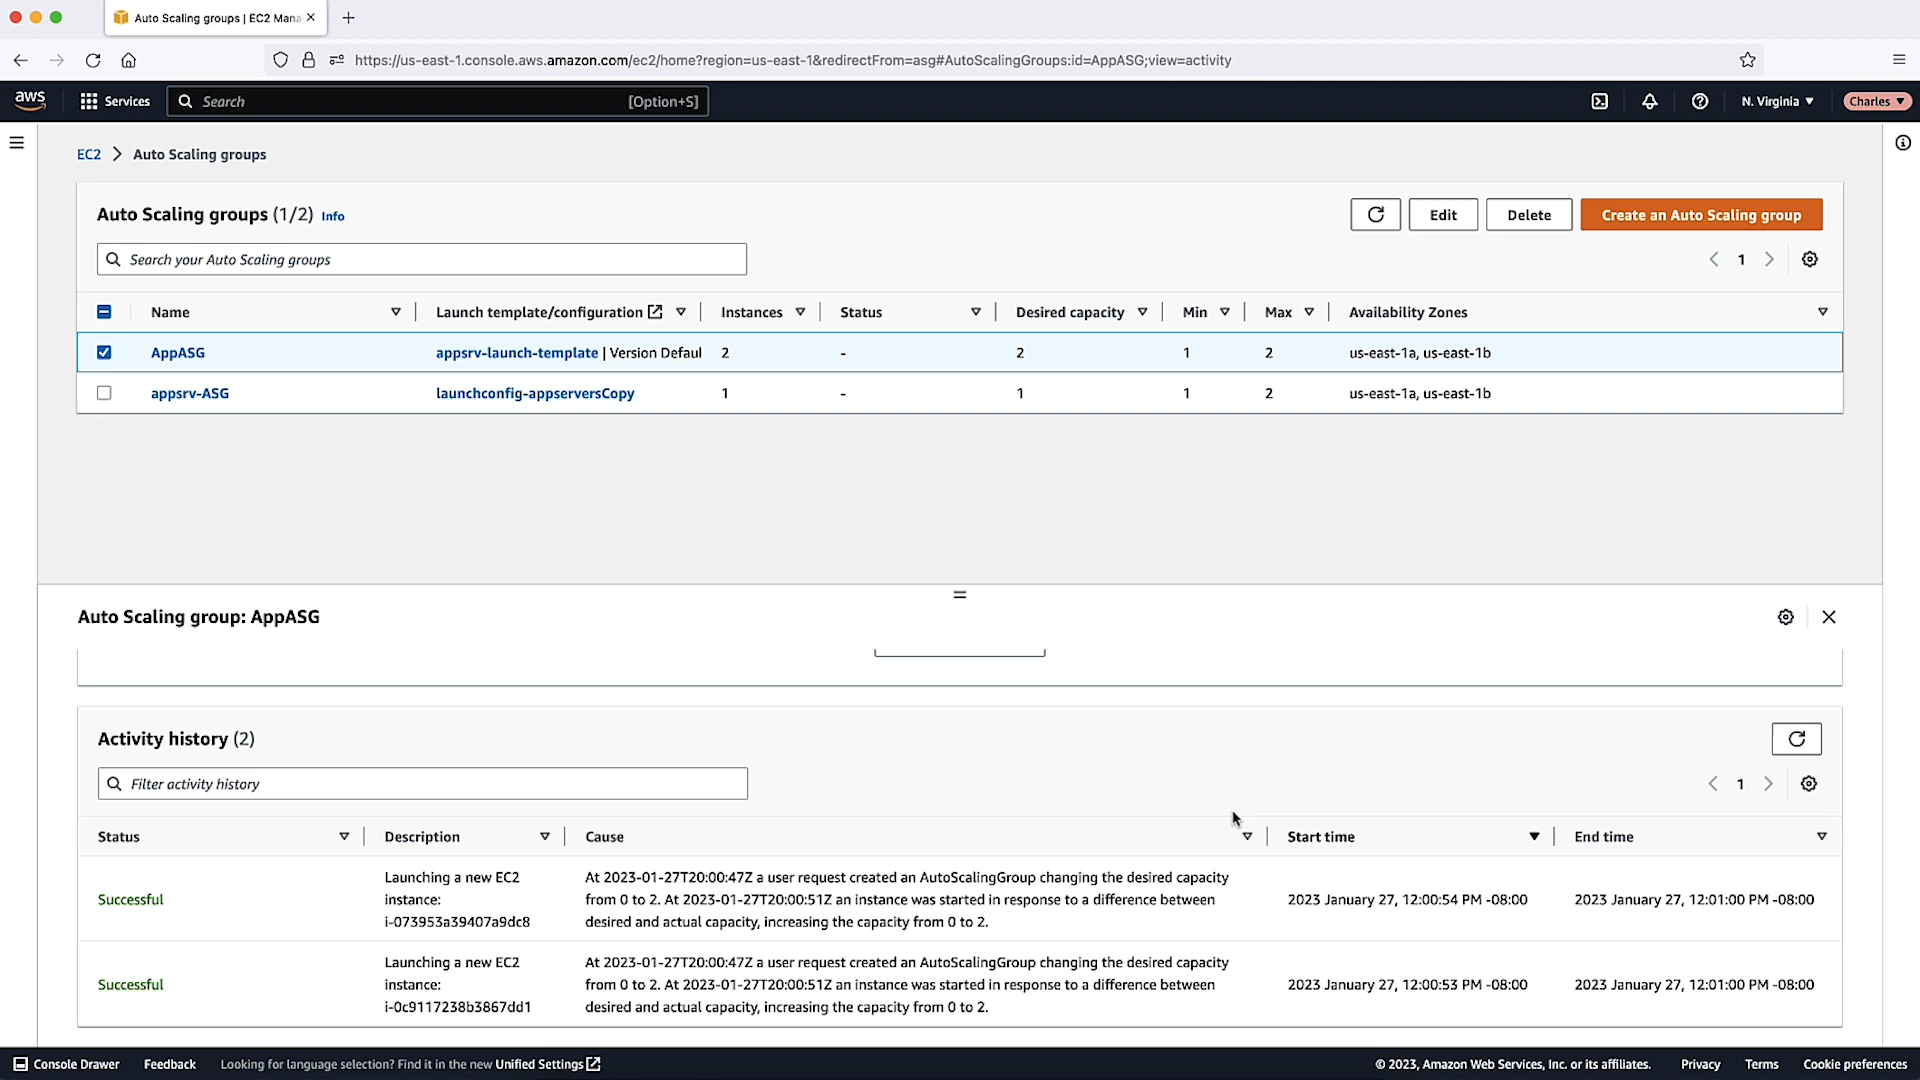 Auto Scaling groups | EC2 Mana
https://us-east-1.console.aws.amazon.com/ec2/home?region=us-east-1&redirectFrom=asg#AutoScalingGroups:id=AppASG;view=activity
aws Services Search [Option+S] N. Virginia Charles
EC2 > Auto Scaling groups
Auto Scaling groups (1/2) Info Edit Delete Create an Auto Scaling group
Search your Auto Scaling groups 1
Name Launch template/configuration Instances Status Desired capacity Min Max Availability Zones
AppASG appsrv-launch-template | Version Defaul 2 - 2 1 2 us-east-1a, us-east-1b
appsrv-ASG launchconfig-appserversCopy 1 - 1 1 2 us-east-1a, us-east-1b
Auto Scaling group: AppASG
Activity history (2)
Filter activity history 1
Status Description Cause Start time End time
Launching a new EC2 At 2023-01-27T20:00:47Z a user request created an AutoScalingGroup changing the desired capacity
Successful instance: from 0 to 2. At 2023-01-27T20:00:51Z an instance was started in response to a difference between 2023 January 27, 12:00:54 PM -08:00 2023 January 27, 12:01:00 PM -08:00
i-073953a39407a9dc8 desired and actual capacity, increasing the capacity from 0 to 2.
Launching a new EC2 At 2023-01-27T20:00:47Z a user request created an AutoScalingGroup changing the desired capacity
Successful instance: from 0 to 2. At 2023-01-27T20:00:51Z an instance was started in response to a difference between 2023 January 27, 12:00:53 PM -08:00 2023 January 27, 12:01:00 PM -08:00
i-0c9117238b3867dd1 desired and actual capacity, increasing the capacity from 0 to 2.
Console Drawer Feedback Looking for language selection? Find it in the new Unified Settings © 2023, Amazon Web Services, Inc. or its affiliates. Privacy Terms Cookie preferences